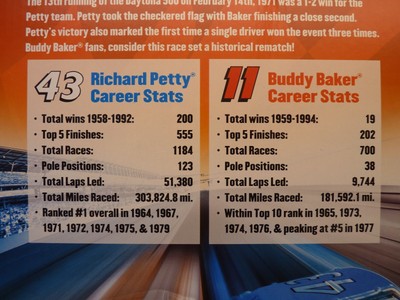 The 13th running of the Daytona 500 on February 14th, 1971 was a 1-2 win for the
Petty team. Petty took the checkered flag with Baker finishing a close second.
Petty's victory also marked the first time a single driver won the event three times.
Buddy Baker® fans, consider this race set a historical rematch!
43 Richard Petty®
Career Stats
• Total wins 1958-1992: 200
• Top 5 Finishes: 555
• Total Races: 1184
• Pole Positions: 123
• Total Laps Led: 51,380
• Total Miles Raced: 303,824.8 mi.
• Ranked #1 overall in 1964, 1967,
1971, 1972, 1974, 1975, & 1979
11 Buddy Baker®
Career Stats
• Total wins 1959-1994: 19
• Top 5 Finishes: 202
• Total Races: 700
• Pole Positions: 38
• Total Laps Led: 9,744
• Total Miles Raced: 181,592.1 mi.
• Within Top 10 rank in 1965, 1973,
1974, 1976, & peaking at #5 in 1977